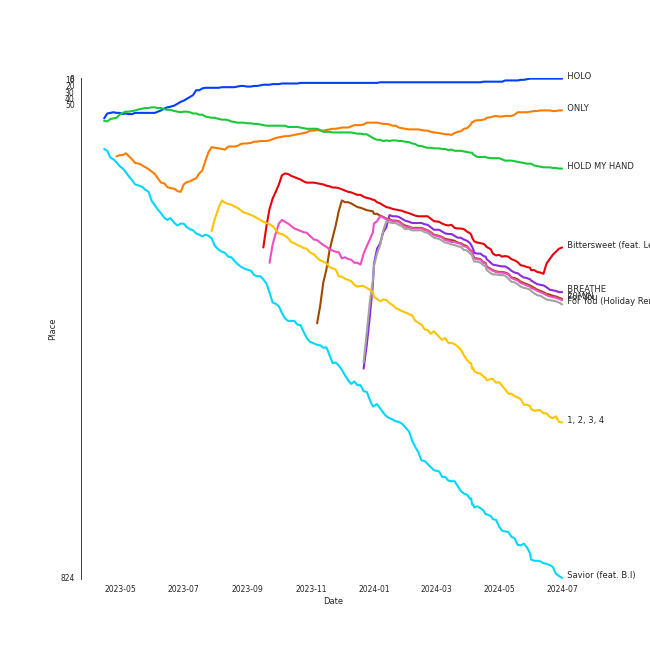 HOLO
ONLY
HOLD MY HAND
Bittersweet (feat. Le
BREATHE
For You (Holiday Rem
1, 2, 3, 4
Savior (feat. B.I)
50
824
Place
2023-05
2023-07
2023-09
2023-11
2024-01
2024-03
2024-05
2024-07
Date